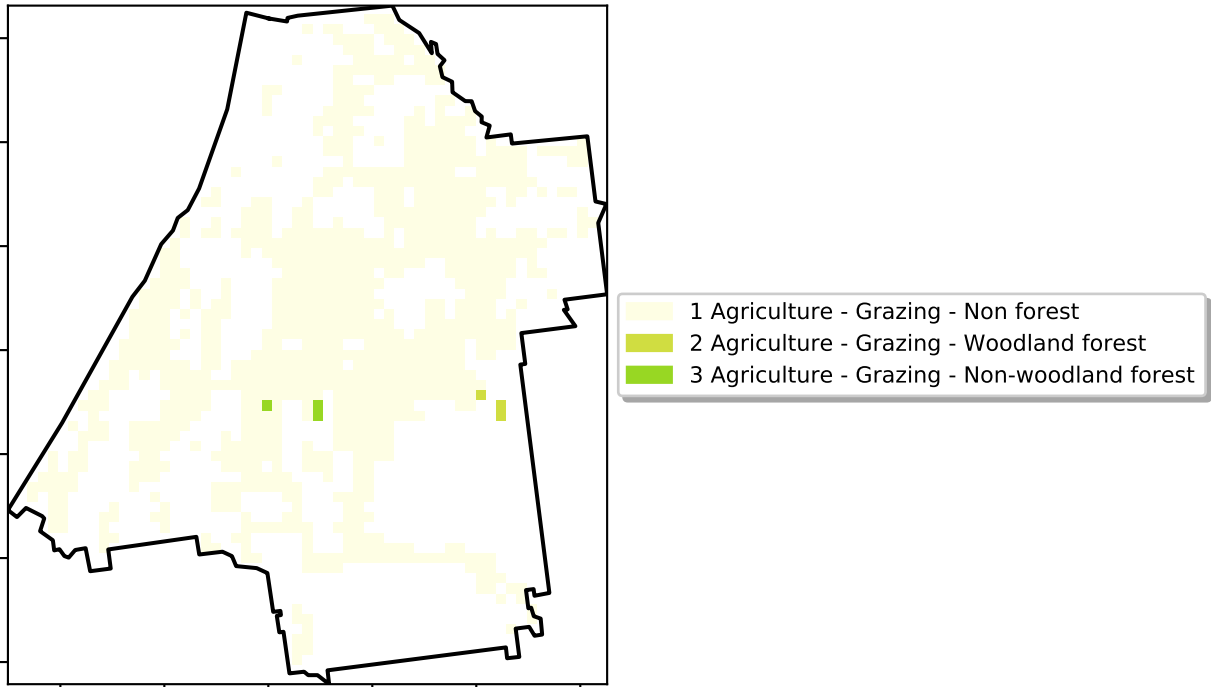 1 Agriculture - Grazing - Non forest
2 Agriculture - Grazing - Woodland forest
3 Agriculture - Grazing - Non-woodland forest